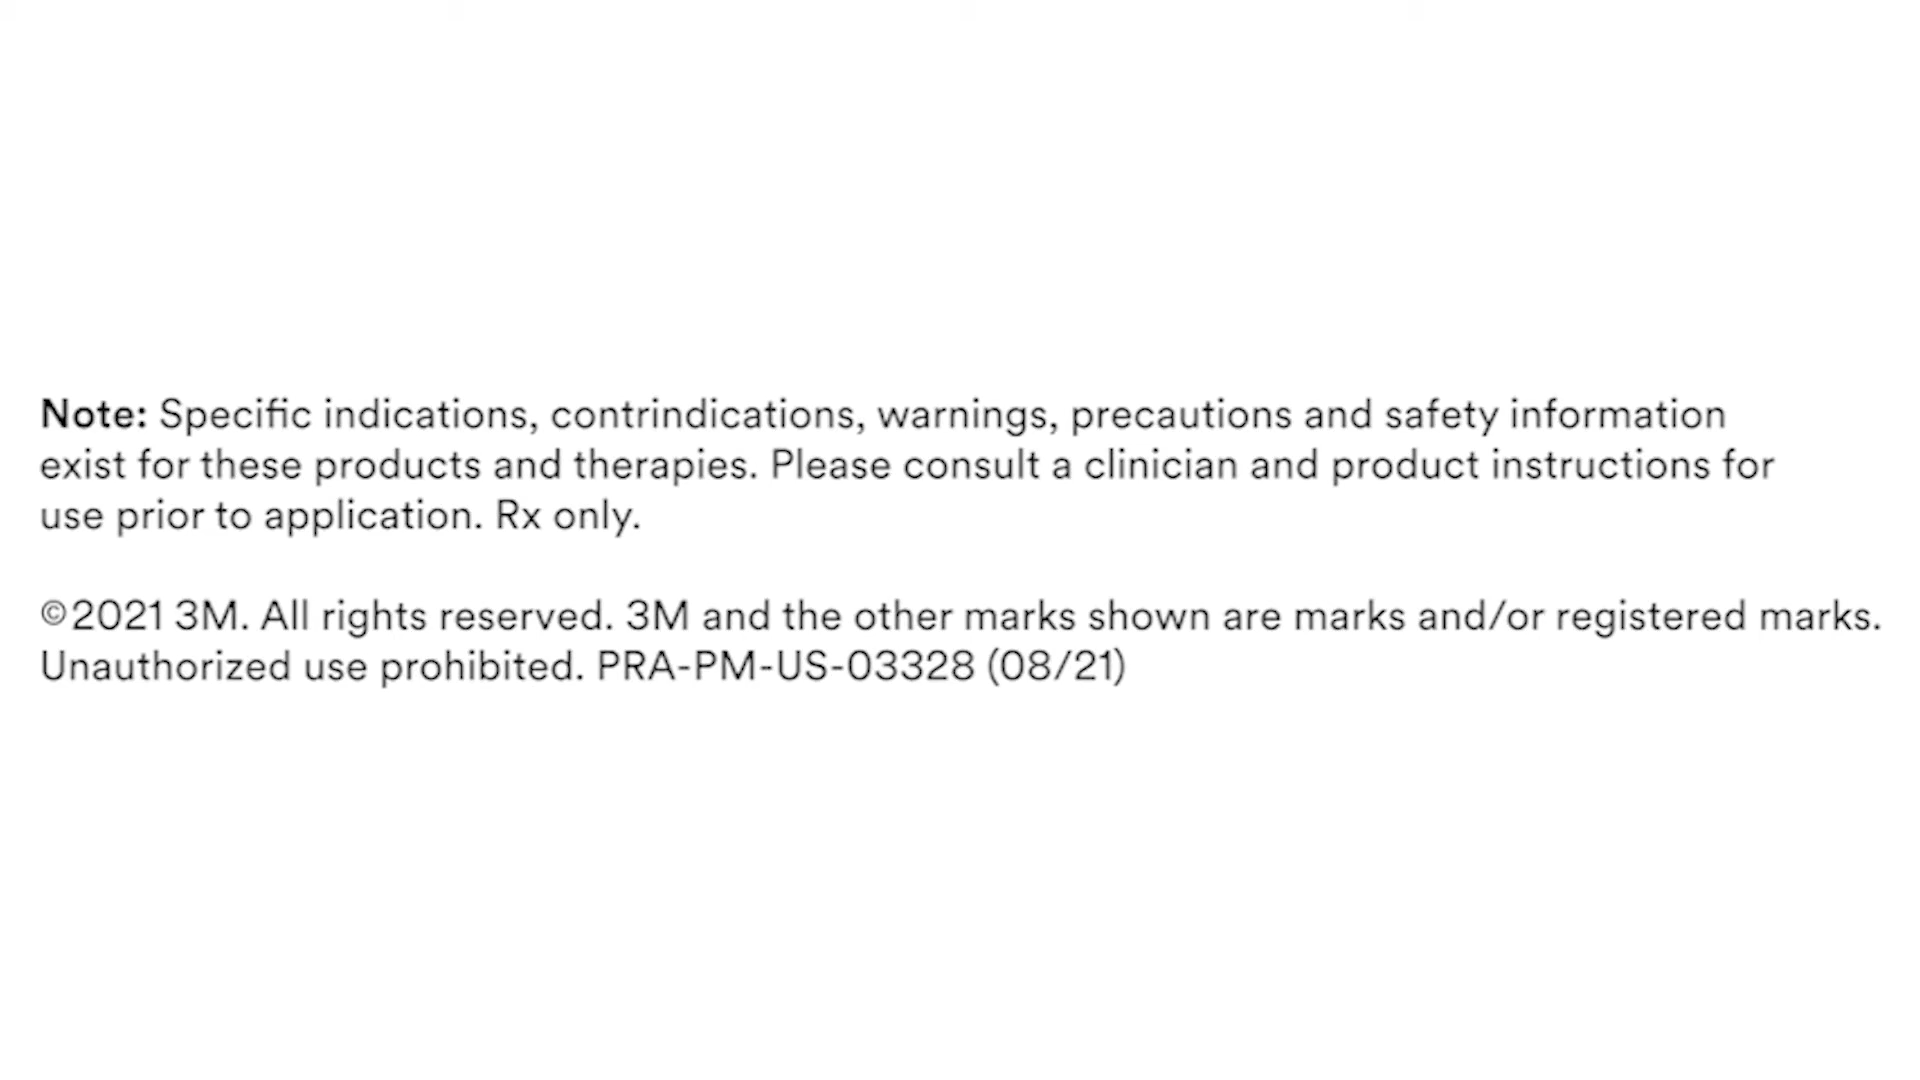 Note: Specific indications, contrindications, warnings, precautions and safety information
exist for these products and therapies. Please consult a clinician and product instructions for
use prior to application. Rx only.
©2021 3M. All rights reserved. 3M and the other marks shown are marks and/or registered marks.
Unauthorized use prohibited. PRA-PM-US-03328 (08/21)